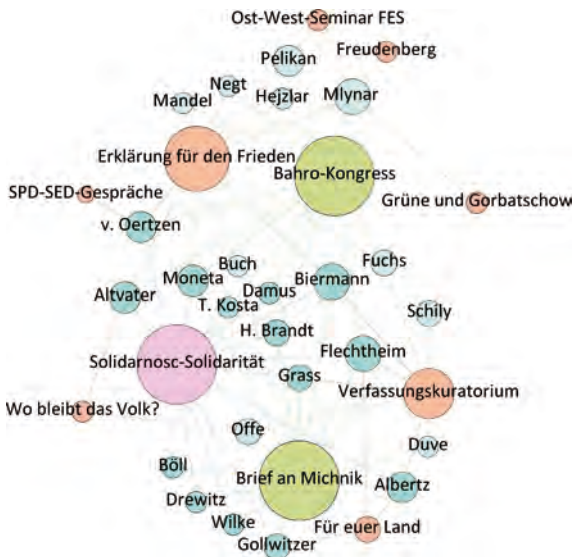 Ost-West-Seminar FES
Freudenberg
Pelikan
Negt
Hejzlar
Mlynar
Mandel
Erklärung für den Frieden
Bahro-Kongress
SPD-SED-Gespräche
Grüne und Gorbatschow
v. Oertzen
Buch
Fuchs
Moneta
Damus
Biermann
Altvater
T. Kosta
Schily
H. Brandt
Flechtheim
Solidarnosc-Solidarität
Grass
Verfassungskuratorium
Wo bleibt das Volk?
Offe
Duve
Böll
Brief an Michnik
Albertz
Drewitz
Wilke
Für euer Land
Gollwitzer